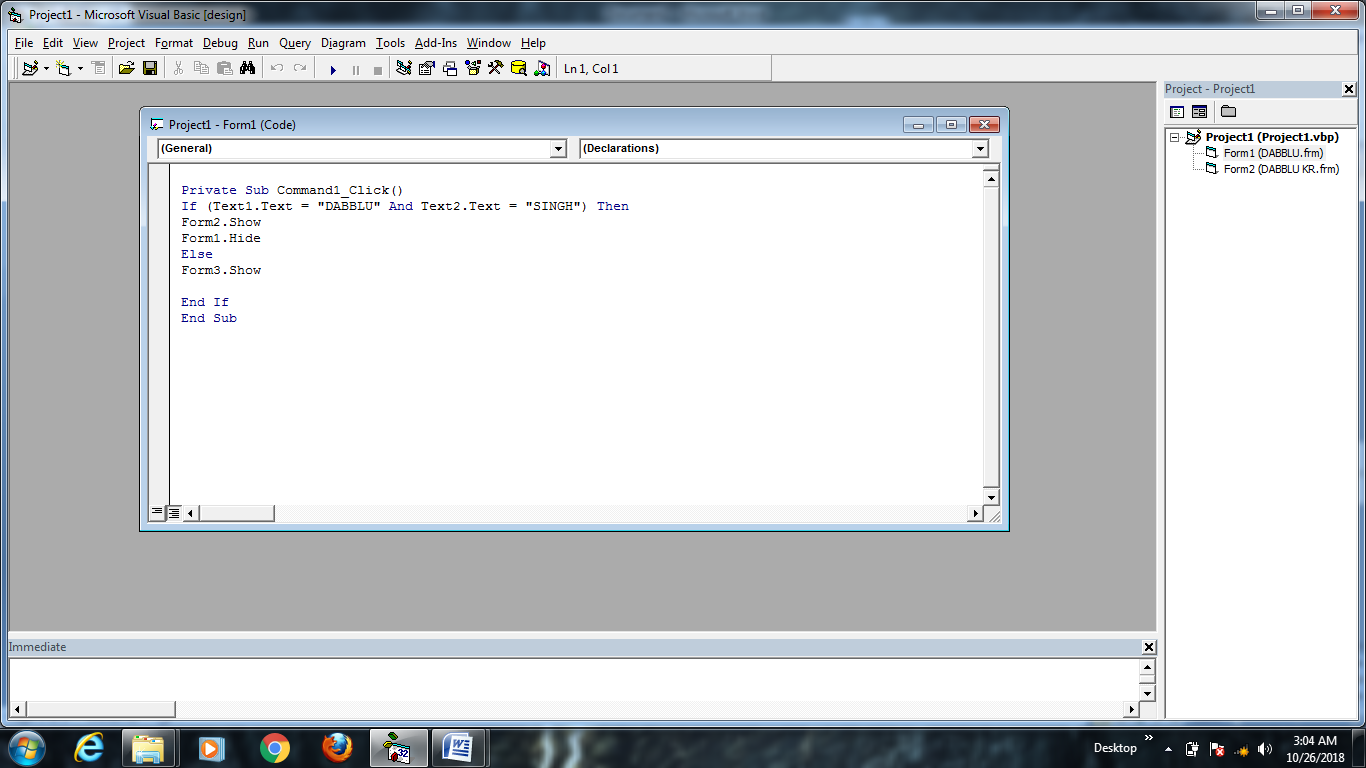 Project1 - Microsoft Visual Basic [design]
File Edit View Project Format Debug Run Query Diagram Tools Add-Ins Window Help
Ln 1, Col 1
Project1 - Form1 (Code)
(General) (Declarations)
Private Sub Command1_Click()
If (Text1.Text = "DABBLU" And Text2.Text = "SINGH") Then
Form2.Show
Form1.Hide
Else
Form3.Show
End If
End Sub
Project - Project1
Project1 (Project1.vbp)
Form1 (DABBLU.frm)
Form2 (DABBLU KR.frm)
Immediate
32
Desktop
3:04 AM
10/26/2018